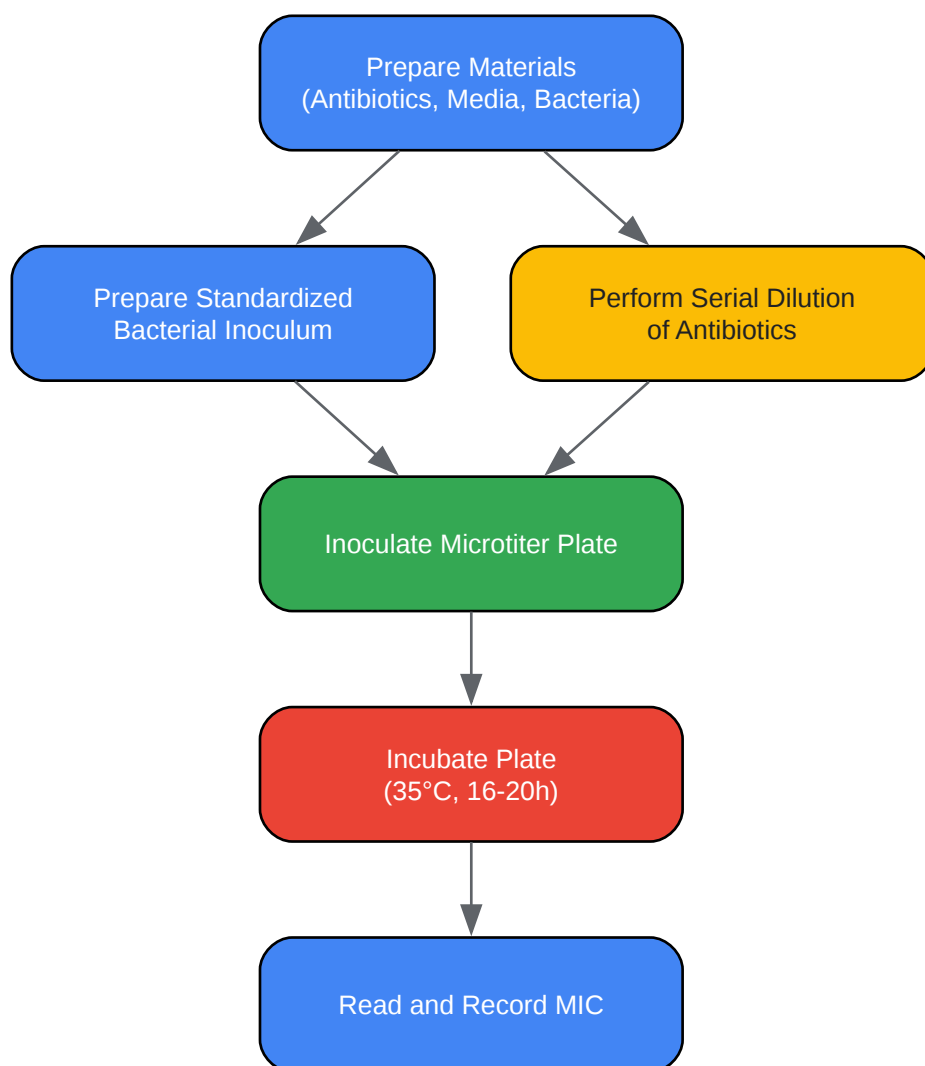 Prepare Materials
(Antibiotics, Media, Bacteria)
Prepare Standardized
Bacterial Inoculum
Perform Serial Dilution
of Antibiotics
Inoculate Microtiter Plate
Incubate Plate
(35°C, 16-20h)
Read and Record MIC